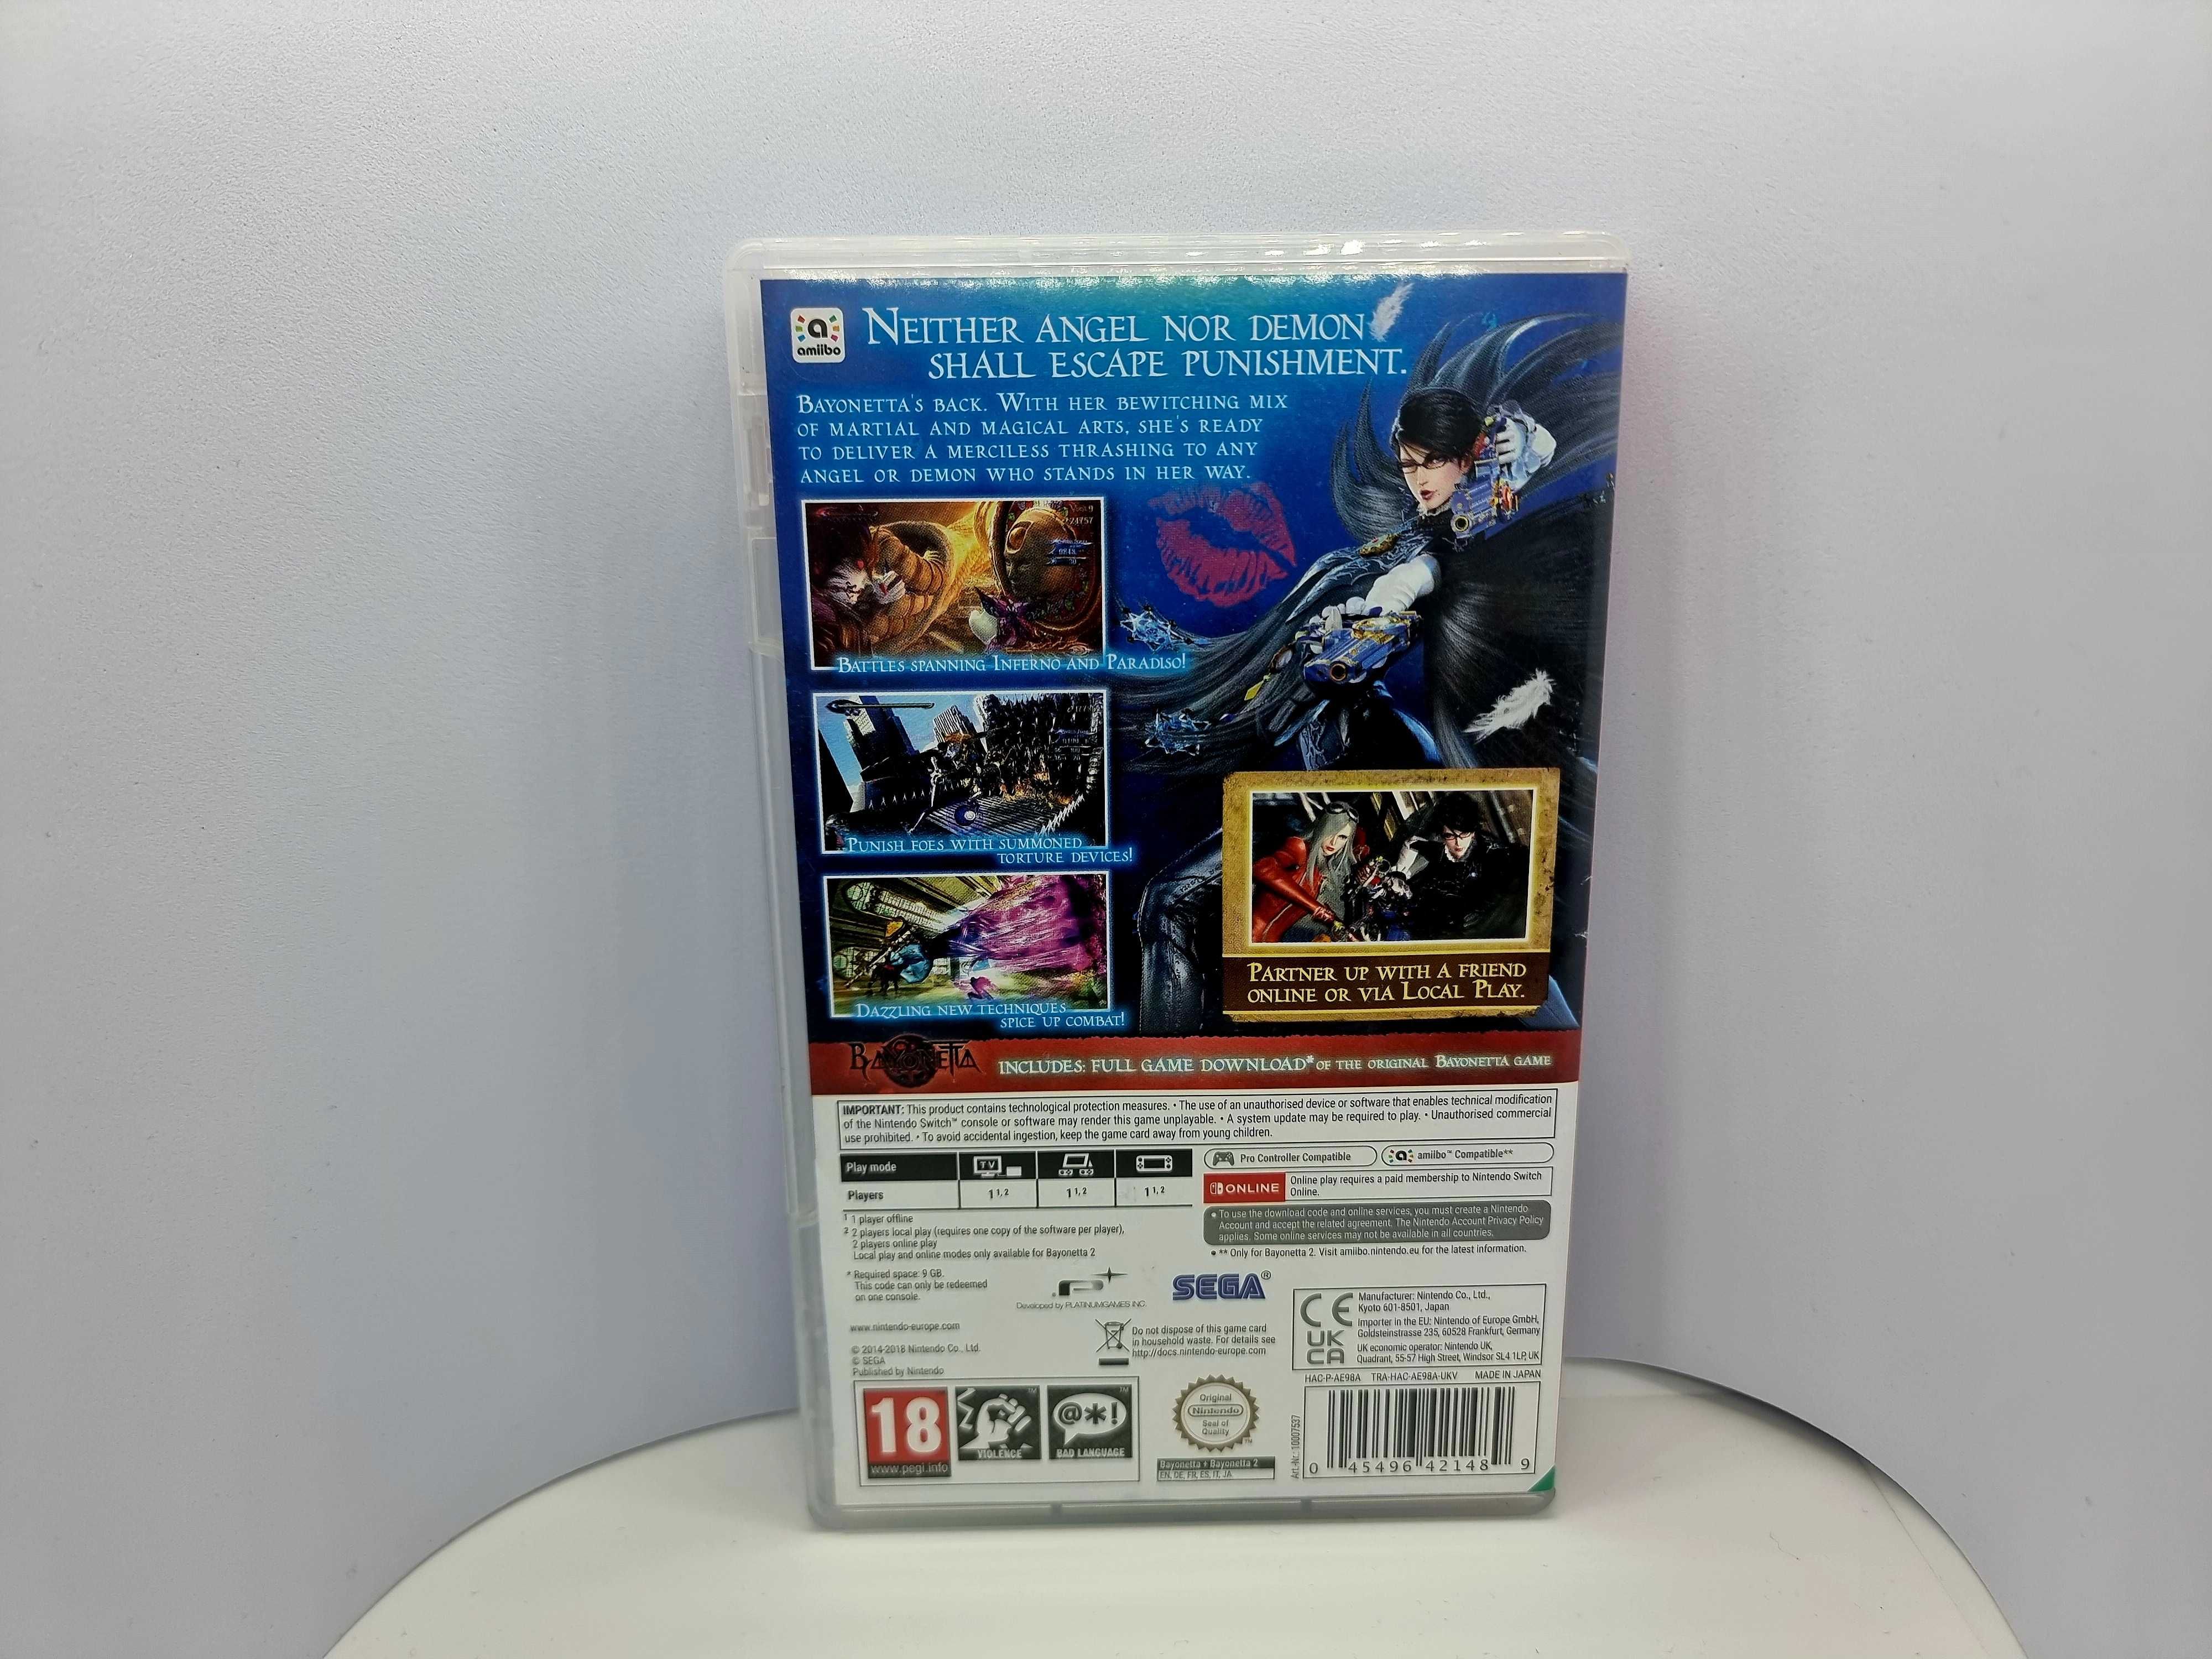 amiibo
NEITHER ANGEL NOR DEMON
SHALL ESCAPE PUNISHMENT.
BAYONETTA'S BACK. WITH HER BEWITCHING MIX
OF MARTIAL AND MAGICAL ARTS, SHE'S READY
TO DELIVER A MERCILESS THRASHING TO ANY
ANGEL OR DEMON WHO STANDS IN HER WAY.
BATTLES SPANNING INFERNO AND PARADISO!
PUNISH FOES WITH SUMMONED
TORTURE DEVICES!
DAZZLING NEW TECHNIQUES
SPICE UP COMBAT!
PARTNER UP WITH A FRIEND
ONLINE OR VIA LOCAL PLAY.
BAYONETTA
INCLUDES: FULL GAME DOWNLOAD* OF THE ORIGINAL BAYONETTA GAME
IMPORTANT: This product contains technological protection measures. • The use of an unauthorised device or software that enables technical modification
of the Nintendo Switch™ console or software may render this game unplayable. • A system update may be required to play. • Unauthorised commercial
use prohibited. • To avoid accidental ingestion, keep the game card away from young children.
Play mode TV
Players 1 1, 2 1 1, 2 1 1, 2
1 1 player offline
2 2 players local play (requires one copy of the software per player),
2 players online play
Local play and online modes only available for Bayonetta 2
Pro Controller Compatible
amiibo™ Compatible**
ONLINE
Online play requires a paid membership to Nintendo Switch
Online.
• To use the download code and online services, you must create a Nintendo
Account and accept the related agreement. The Nintendo Account Privacy Policy
applies. Some online services may not be available in all countries.
• ** Only for Bayonetta 2. Visit amiibo.nintendo.eu for the latest information.
* Required space: 9 GB.
This code can only be redeemed
on one console.
Developed by PLATINUMGAMES INC.
SEGA®
www.nintendo-europe.com
© 2014-2018 Nintendo Co., Ltd.
© SEGA
Published by Nintendo
Do not dispose of this game card
in household waste. For details see
http://docs.nintendo-europe.com
CE
UK
CA
Manufacturer: Nintendo Co., Ltd.,
Kyoto 601-8501, Japan
Importer in the EU: Nintendo of Europe GmbH,
Goldsteinstrasse 235, 60528 Frankfurt, Germany
UK economic operator: Nintendo UK,
Quadrant, 55-57 High Street, Windsor SL4 1LP, UK
HAC-P-AE98A TRA-HAC-AE98A-UKV MADE IN JAPAN
18
www.pegi.info
VIOLENCE
@*!
BAD LANGUAGE
Original
Nintendo
Seal of
Quality
Bayonetta + Bayonetta 2
EN, DE, FR, ES, IT, JA
Art.-Nr.: 10007537
0 45496 42148 9